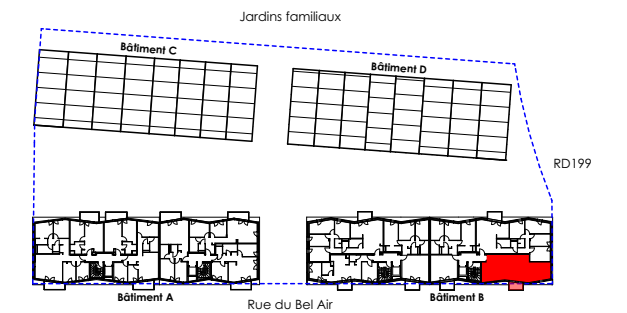 Jardins familiaux
Bâtiment C
Bâtiment D
RD199
Bâtiment A
Rue du Bel Air
Bâtiment B